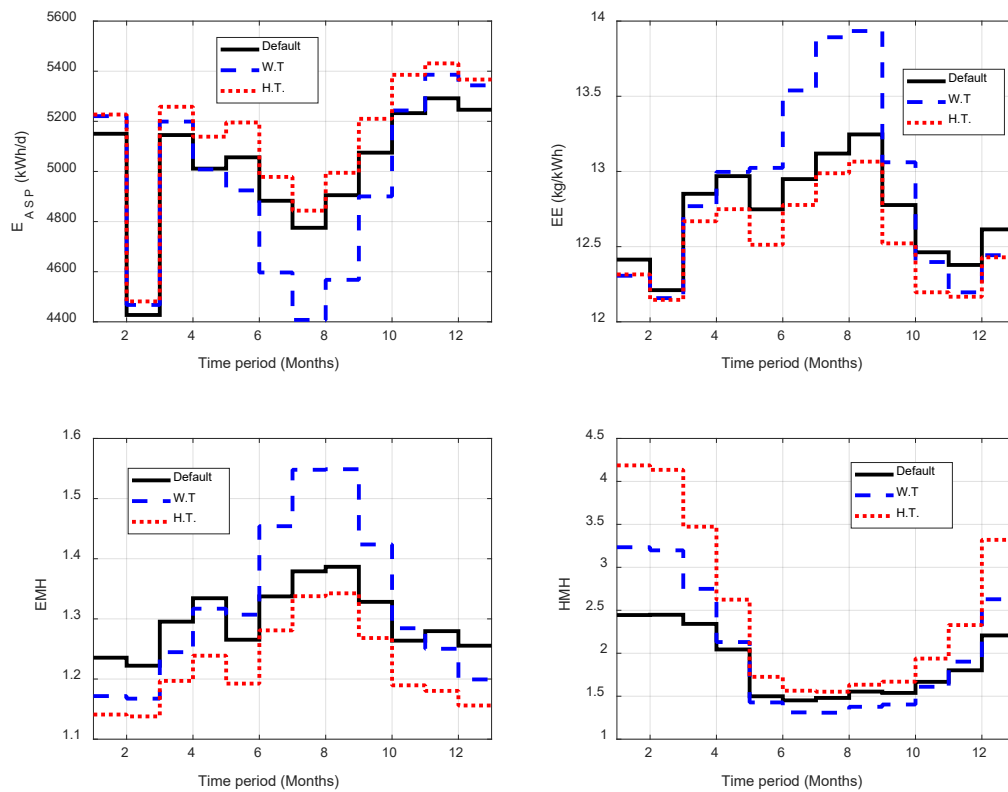 5600
5400
5200
5000
4800
4600
4400
E A S P (kWh/d)
Default
W.T
H.T.
2 4 6 8 10 12
Time period (Months)
14
13.5
13
12.5
12
EE (kg/kWh)
Default
W.T
H.T.
2 4 6 8 10 12
Time period (Months)
1.6
1.5
1.4
1.3
1.2
1.1
EMH
Default
W.T
H.T.
2 4 6 8 10 12
Time period (Months)
4.5
4
3.5
3
2.5
2
1.5
1
HMH
Default
W.T
H.T.
2 4 6 8 10 12
Time period (Months)